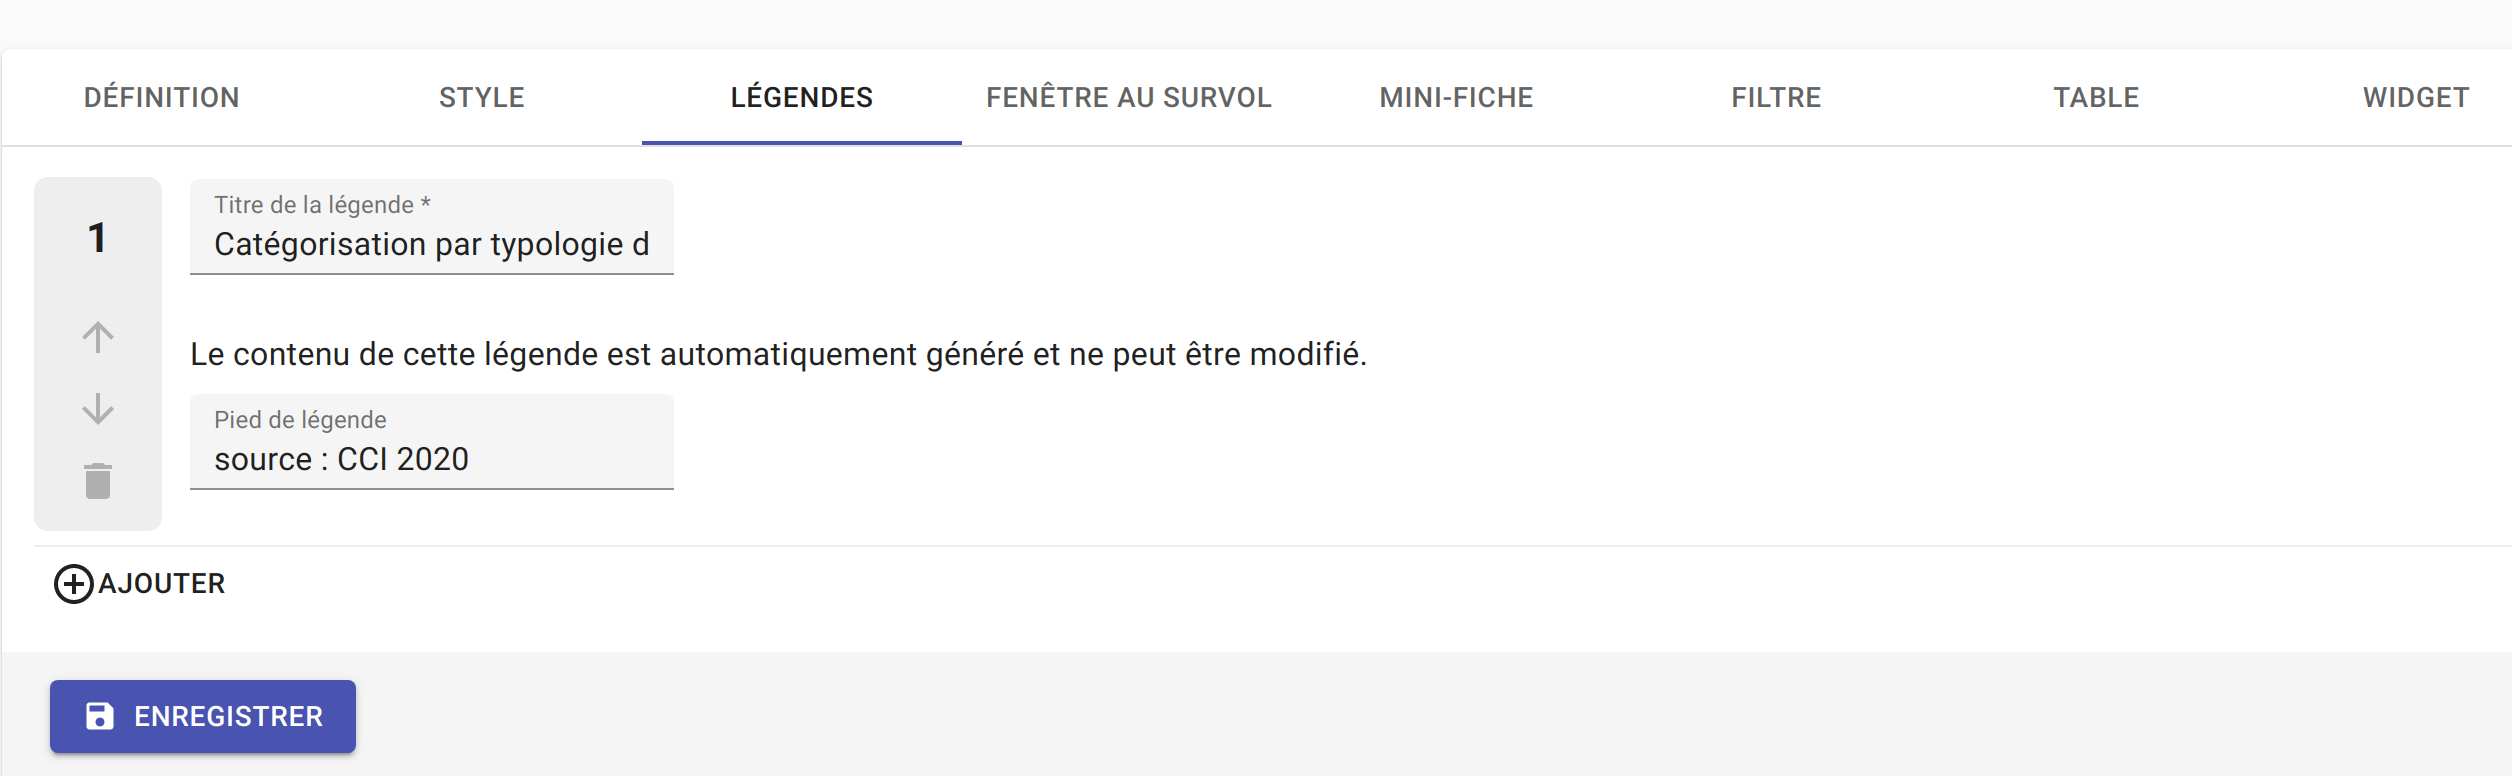 DÉFINITION STYLE LÉGENDES FENÊTRE AU SURVOL MINI-FICHE FILTRE TABLE WIDGET
1
Titre de la légende *
Catégorisation par typologie d
Le contenu de cette légende est automatiquement généré et ne peut être modifié.
Pied de légende
source : CCI 2020
AJOUTER
ENREGISTRER